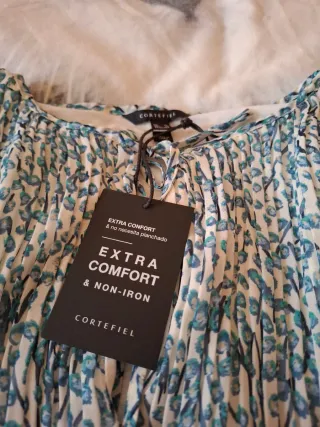 CORTEFIEL
EXTRA CONFORT
& no necesita planchado
EXTRA
COMFORT
& NON-IRON
CORTEFIEL